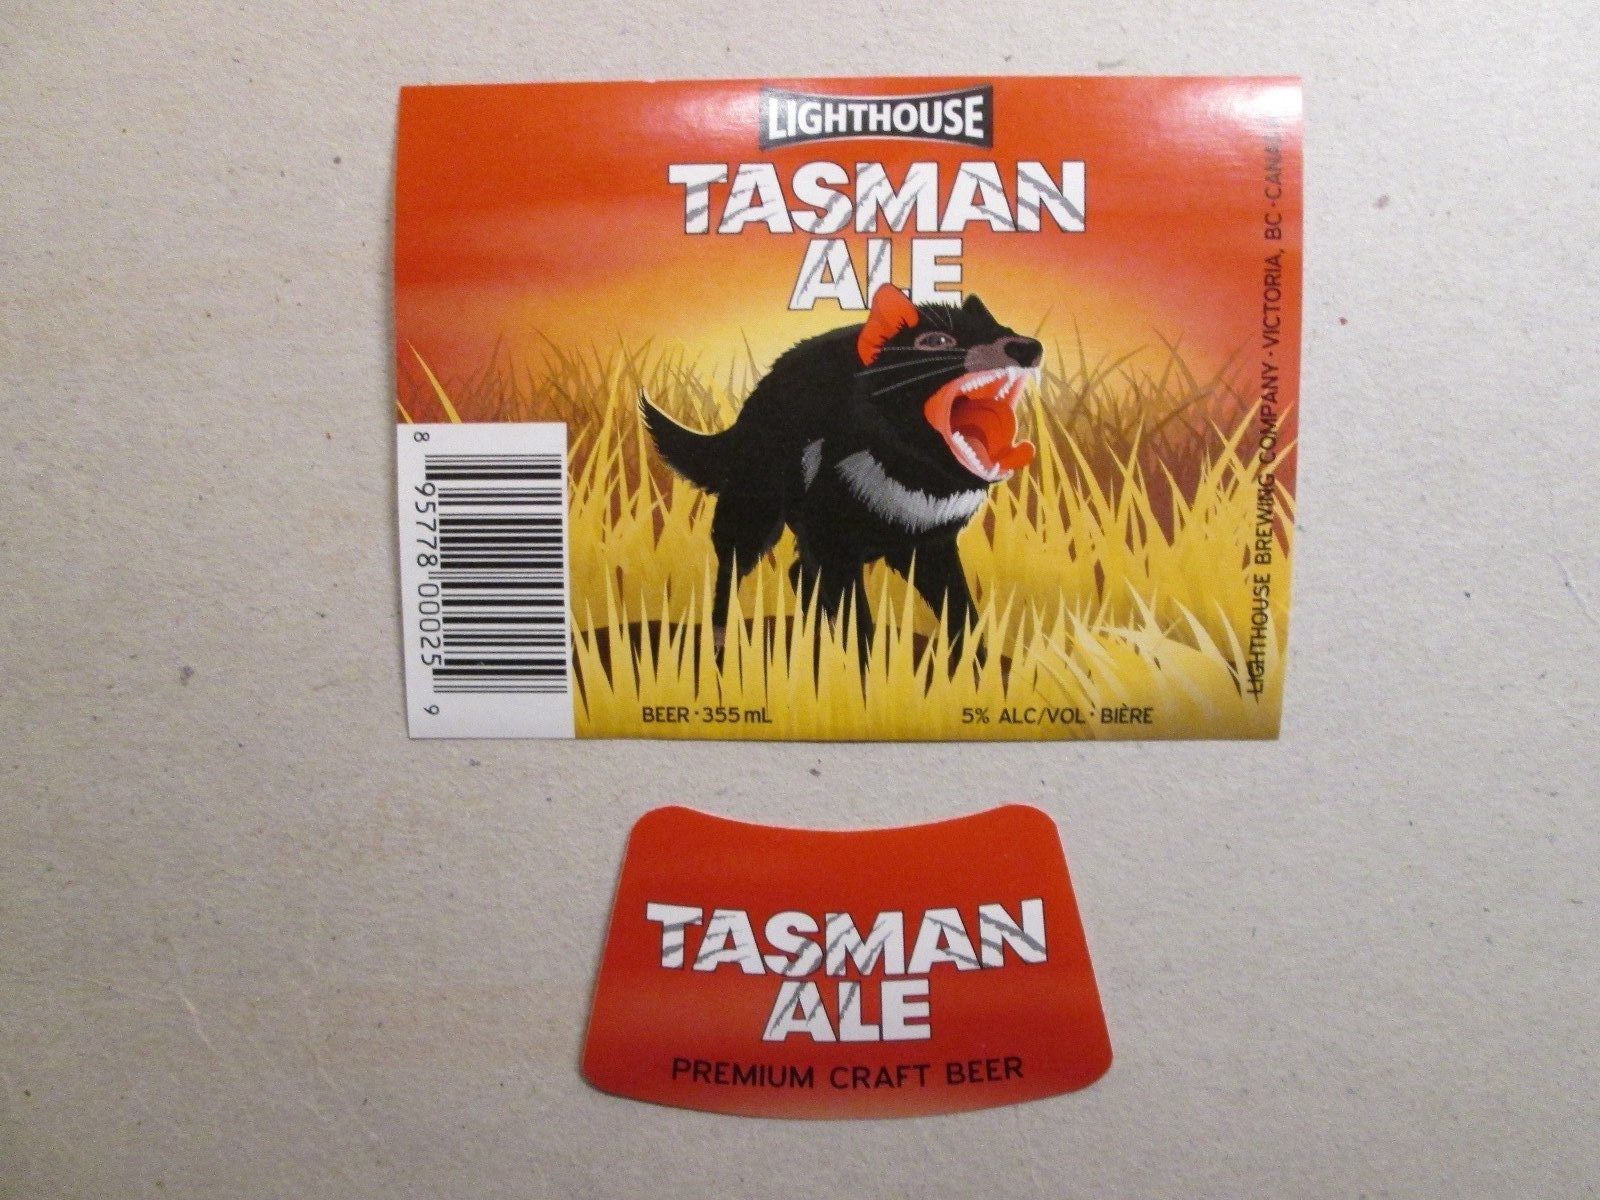 LIGHTHOUSE
TASMAN
ALE
8 95778 00025 9
BEER · 355 mL
5% ALC/VOL · BIÈRE
LIGHTHOUSE BREWING COMPANY · VICTORIA, BC · CANADA
TASMAN
ALE
PREMIUM CRAFT BEER